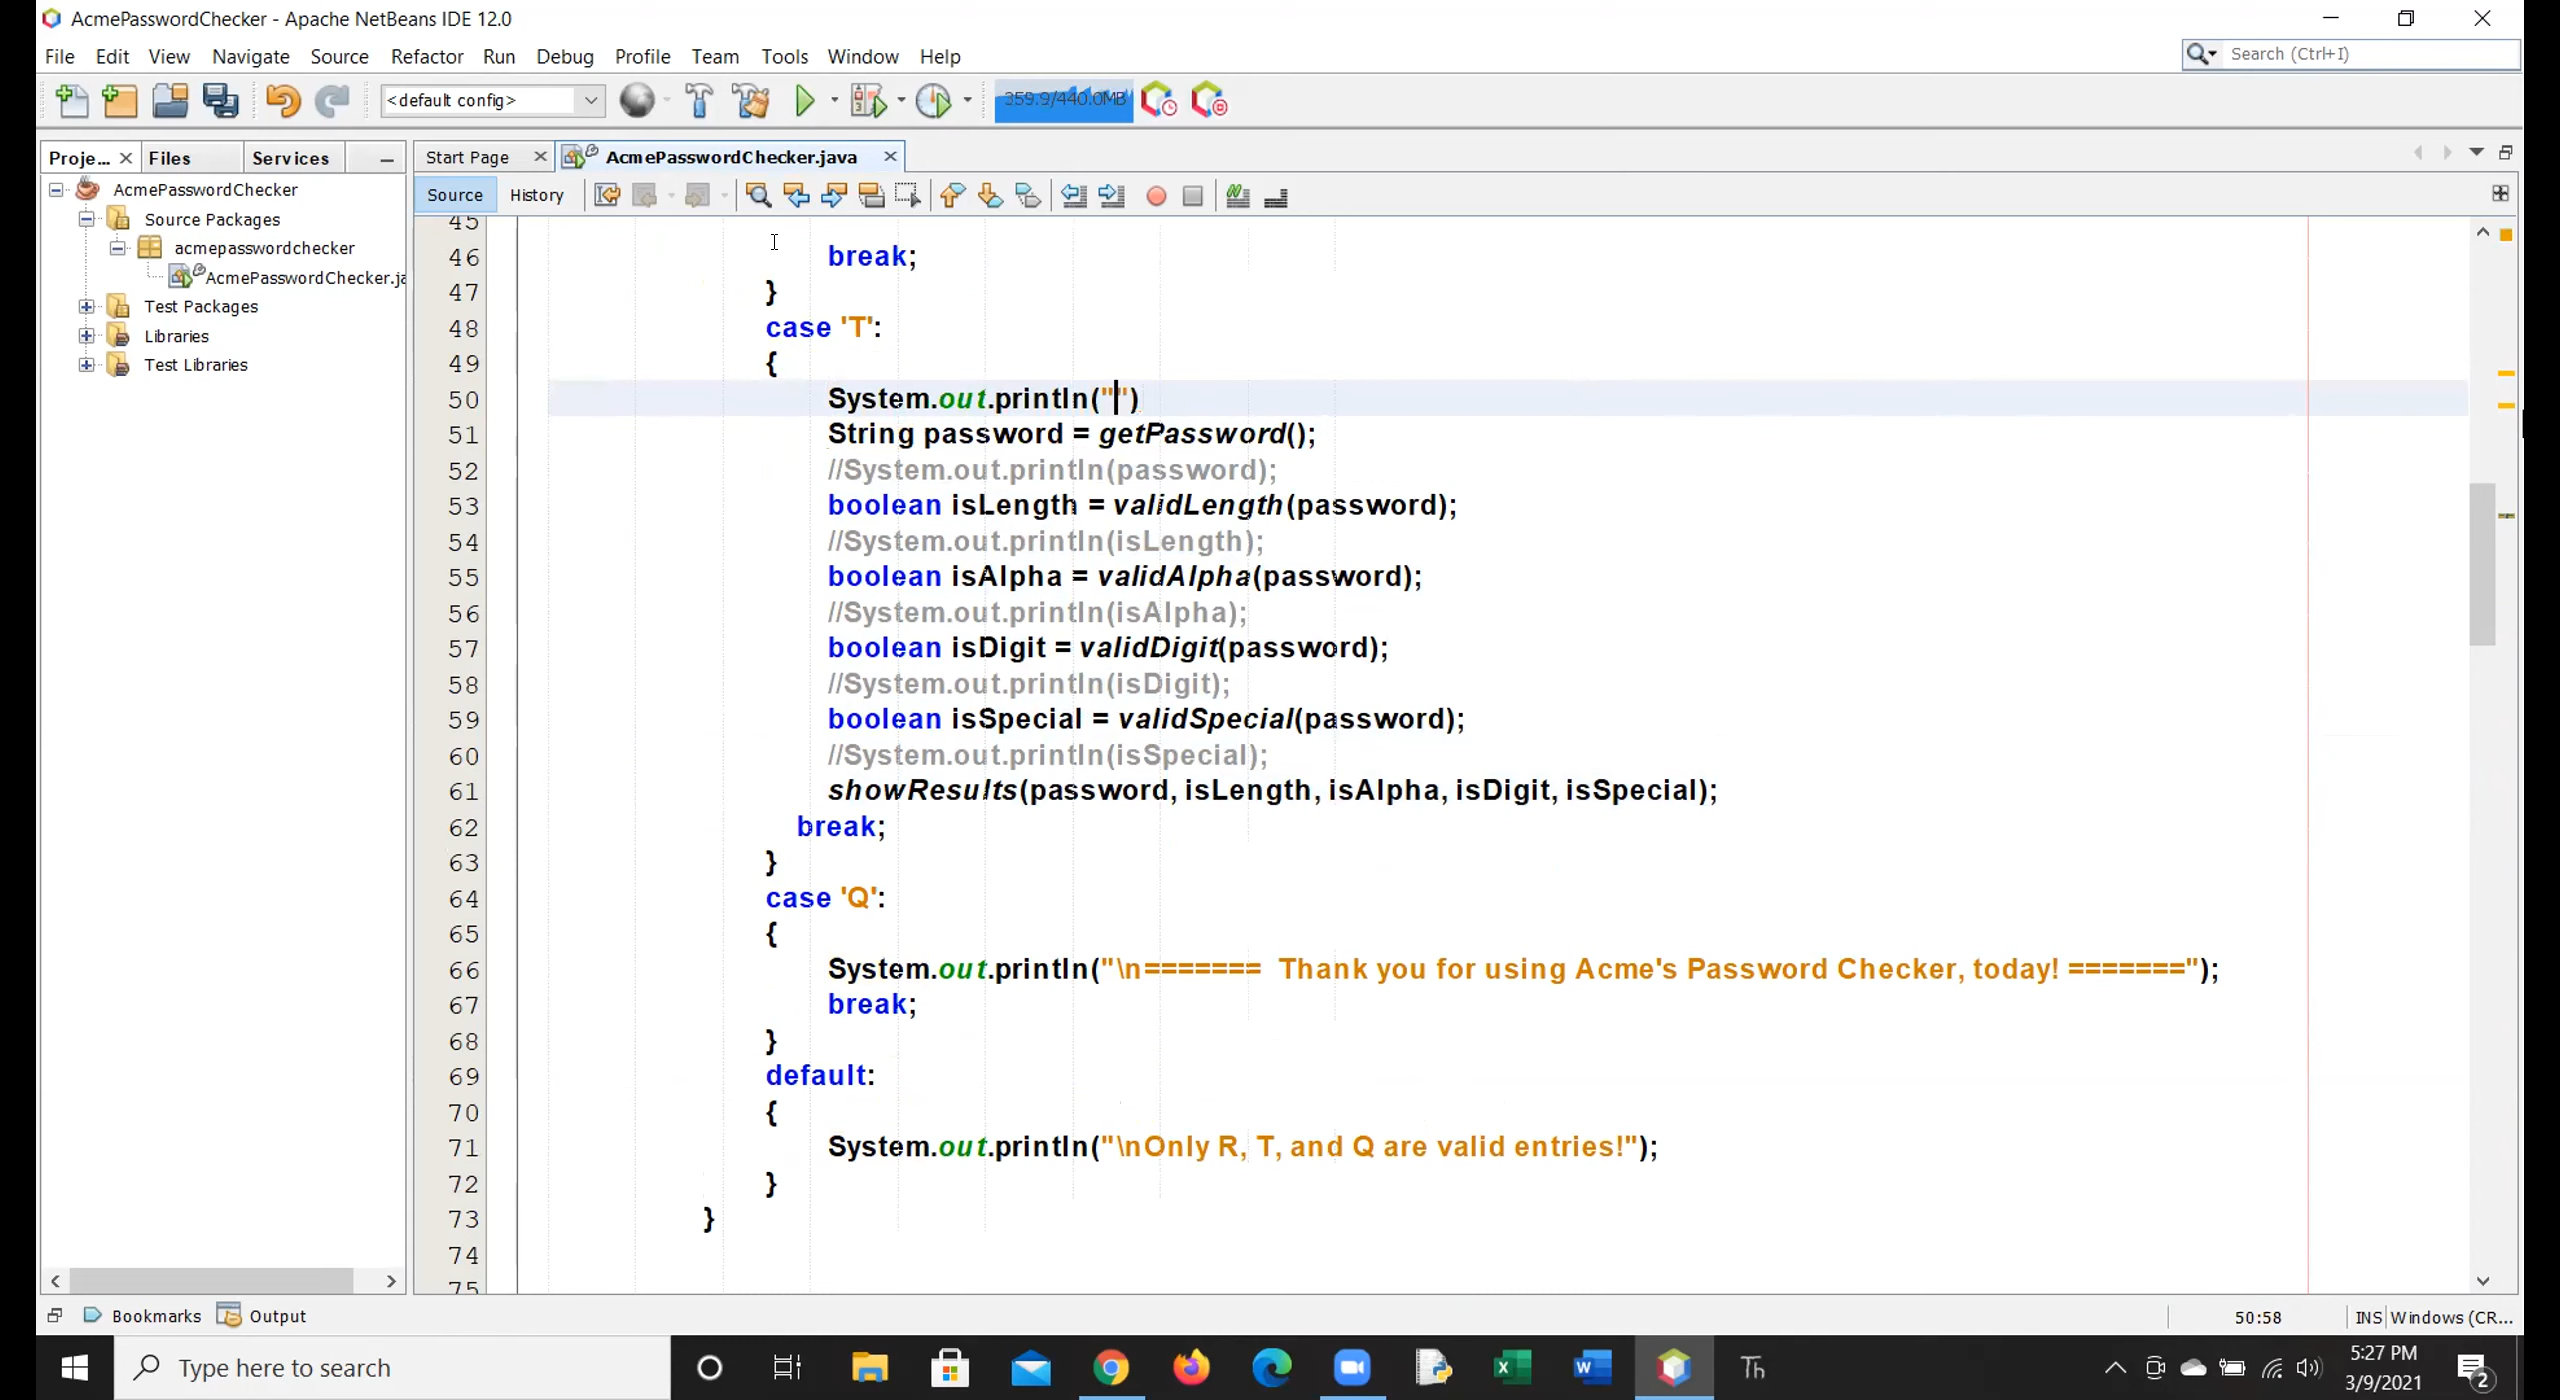 AcmePasswordChecker - Apache NetBeans IDE 12.0
File Edit View Navigate Source Refactor Run Debug Profile Team Tools Window Help
Search (Ctrl+I)
<default config>
359.9/440.0MB
Proje... Files Services
Start Page AcmePasswordChecker.java
Source History
AcmePasswordChecker
Source Packages
acmepasswordchecker
AcmePasswordChecker.ja
Test Packages
Libraries
Test Libraries
45
46 break;
47 }
48 case 'T':
49 {
50 System.out.println("")
51 String password = getPassword();
52 //System.out.println(password);
53 boolean isLength = validLength(password);
54 //System.out.println(isLength);
55 boolean isAlpha = validAlpha(password);
56 //System.out.println(isAlpha);
57 boolean isDigit = validDigit(password);
58 //System.out.println(isDigit);
59 boolean isSpecial = validSpecial(password);
60 //System.out.println(isSpecial);
61 showResults(password, isLength, isAlpha, isDigit, isSpecial);
62 break;
63 }
64 case 'Q':
65 {
66 System.out.println("\n======= Thank you for using Acme's Password Checker, today! =======");
67 break;
68 }
69 default:
70 {
71 System.out.println("\nOnly R, T, and Q are valid entries!");
72 }
73 }
74
75
Bookmarks Output
50:58 INS Windows (CR...
Type here to search
Th
5:27 PM
3/9/2021
2